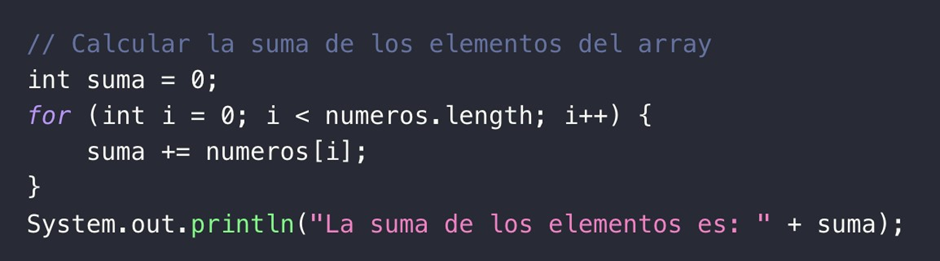 // Calcular la suma de los elementos del array
int suma = 0;
for (int i = 0; i < numeros.length; i++) {
    suma += numeros[i];
}
System.out.println("La suma de los elementos es: " + suma);